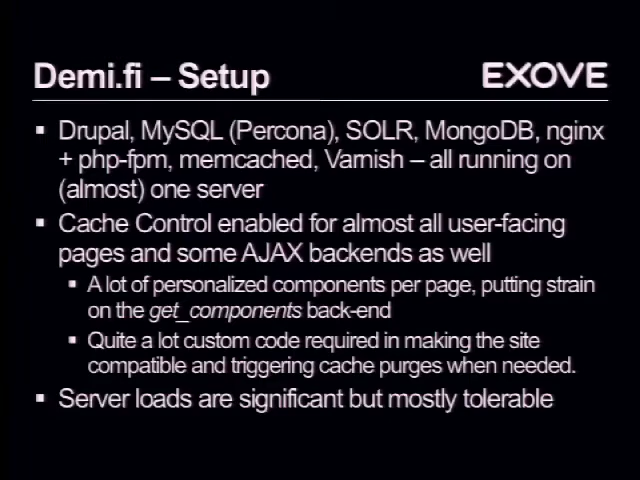 Demi.fi – Setup
EXOVE
▪ Drupal, MySQL (Percona), SOLR, MongoDB, nginx
+ php-fpm, memcached, Varnish – all running on
(almost) one server
▪ Cache Control enabled for almost all user-facing
pages and some AJAX backends as well
▪ A lot of personalized components per page, putting strain
on the get_components back-end
▪ Quite a lot custom code required in making the site
compatible and triggering cache purges when needed.
▪ Server loads are significant but mostly tolerable